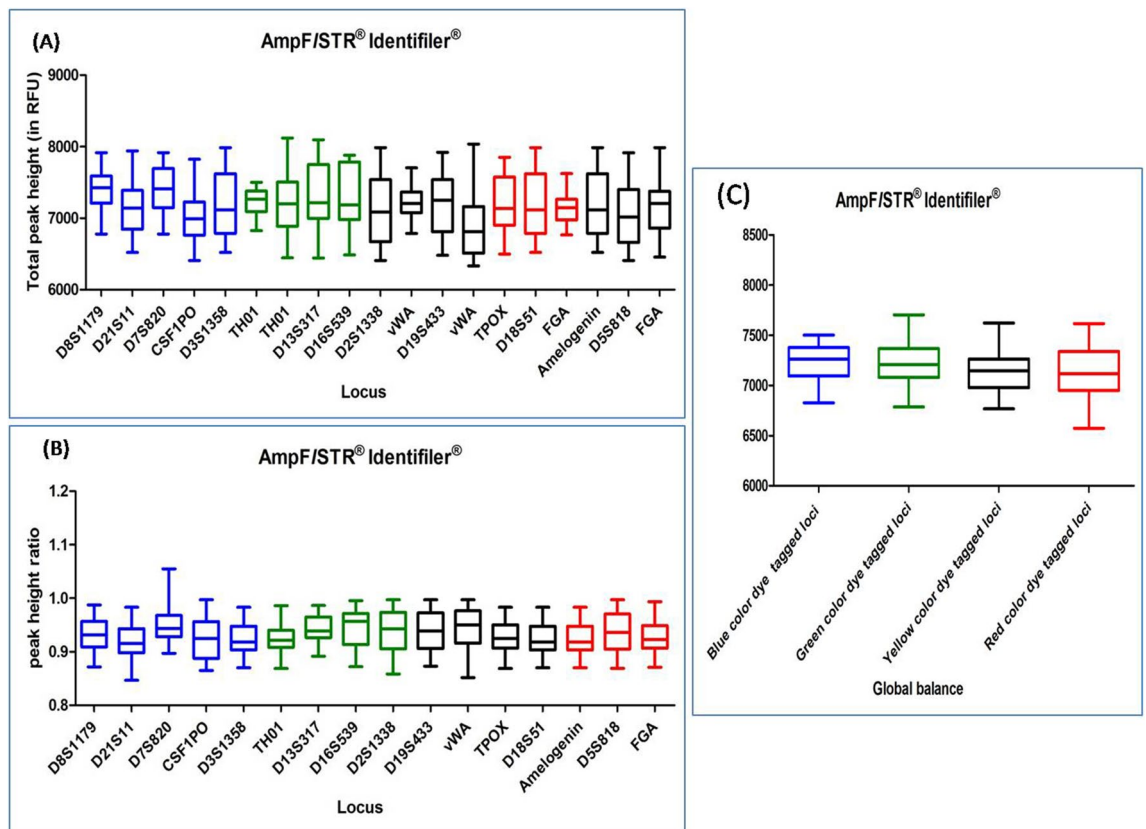 (A)
AmpF/STR® Identifiler®
Total peak height (in RFU)
9000
8000
7000
6000
D8S1179
D21S11
D7S820
CSF1PO
D3S1358
TH01
TH01
D13S317
D16S539
D2S1338
vWA
D19S433
vWA
TPOX
D18S51
FGA
Amelogenin
D5S818
FGA
Locus
(B)
AmpF/STR® Identifiler®
peak height ratio
1.2
1.1
1.0
0.9
0.8
D8S1179
D21S11
D7S820
CSF1PO
D3S1358
TH01
D13S317
D16S539
D2S1338
D19S433
vWA
TPOX
D18S51
Amelogenin
D5S818
FGA
Locus
(C)
AmpF/STR® Identifiler®
8500
8000
7500
7000
6500
6000
Blue color dye tagged loci
Green color dye tagged loci
Yellow color dye tagged loci
Red color dye tagged loci
Global balance